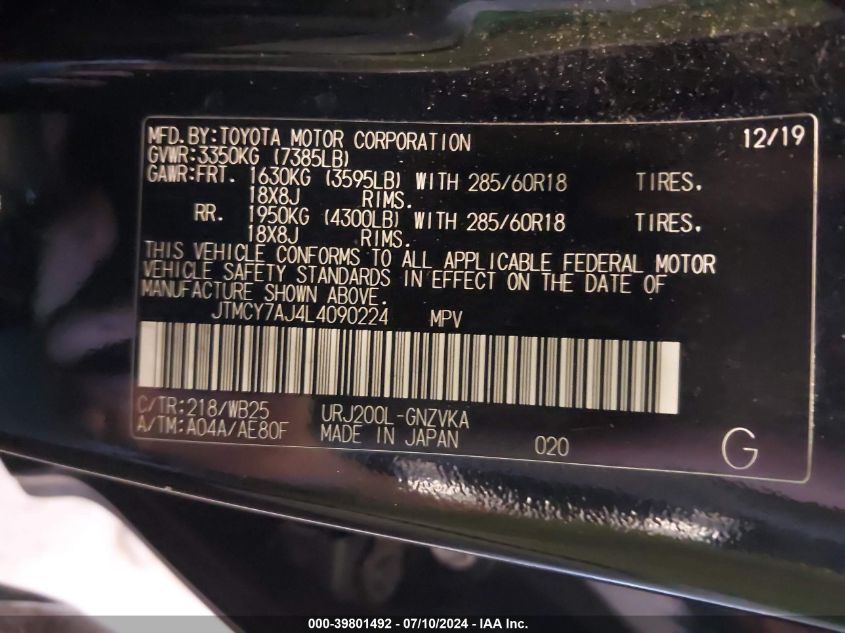 MFD.BY:TOYOTA MOTOR CORPORATION 12/19
GVWR:3350KG (7385LB)
GAWR:FRT. 1630KG (3595LB) WITH 285/60R18 TIRES.
18X8J RIMS.
RR. 1950KG (4300LB) WITH 285/60R18 TIRES.
18X8J RIMS.
THIS VEHICLE CONFORMS TO ALL APPLICABLE FEDERAL MOTOR
VEHICLE SAFETY STANDARDS IN EFFECT ON THE DATE OF
MANUFACTURE SHOWN ABOVE.
JTMCY7AJ4L4090224 MPV
C/TR:218/WB25 URJ200L-GNZVKA
A/TM:A04A/AE80F MADE IN JAPAN 020 G
000-39801492 - 07/10/2024 - IAA Inc.